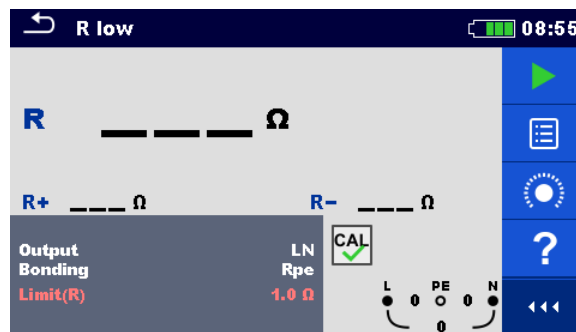 R low 08:55
R ___ Ω
R+ ___ Ω R- ___ Ω
Output LN
Bonding Rpe
Limit(R) 1.0 Ω
CAL
L PE N
0 0
0
?